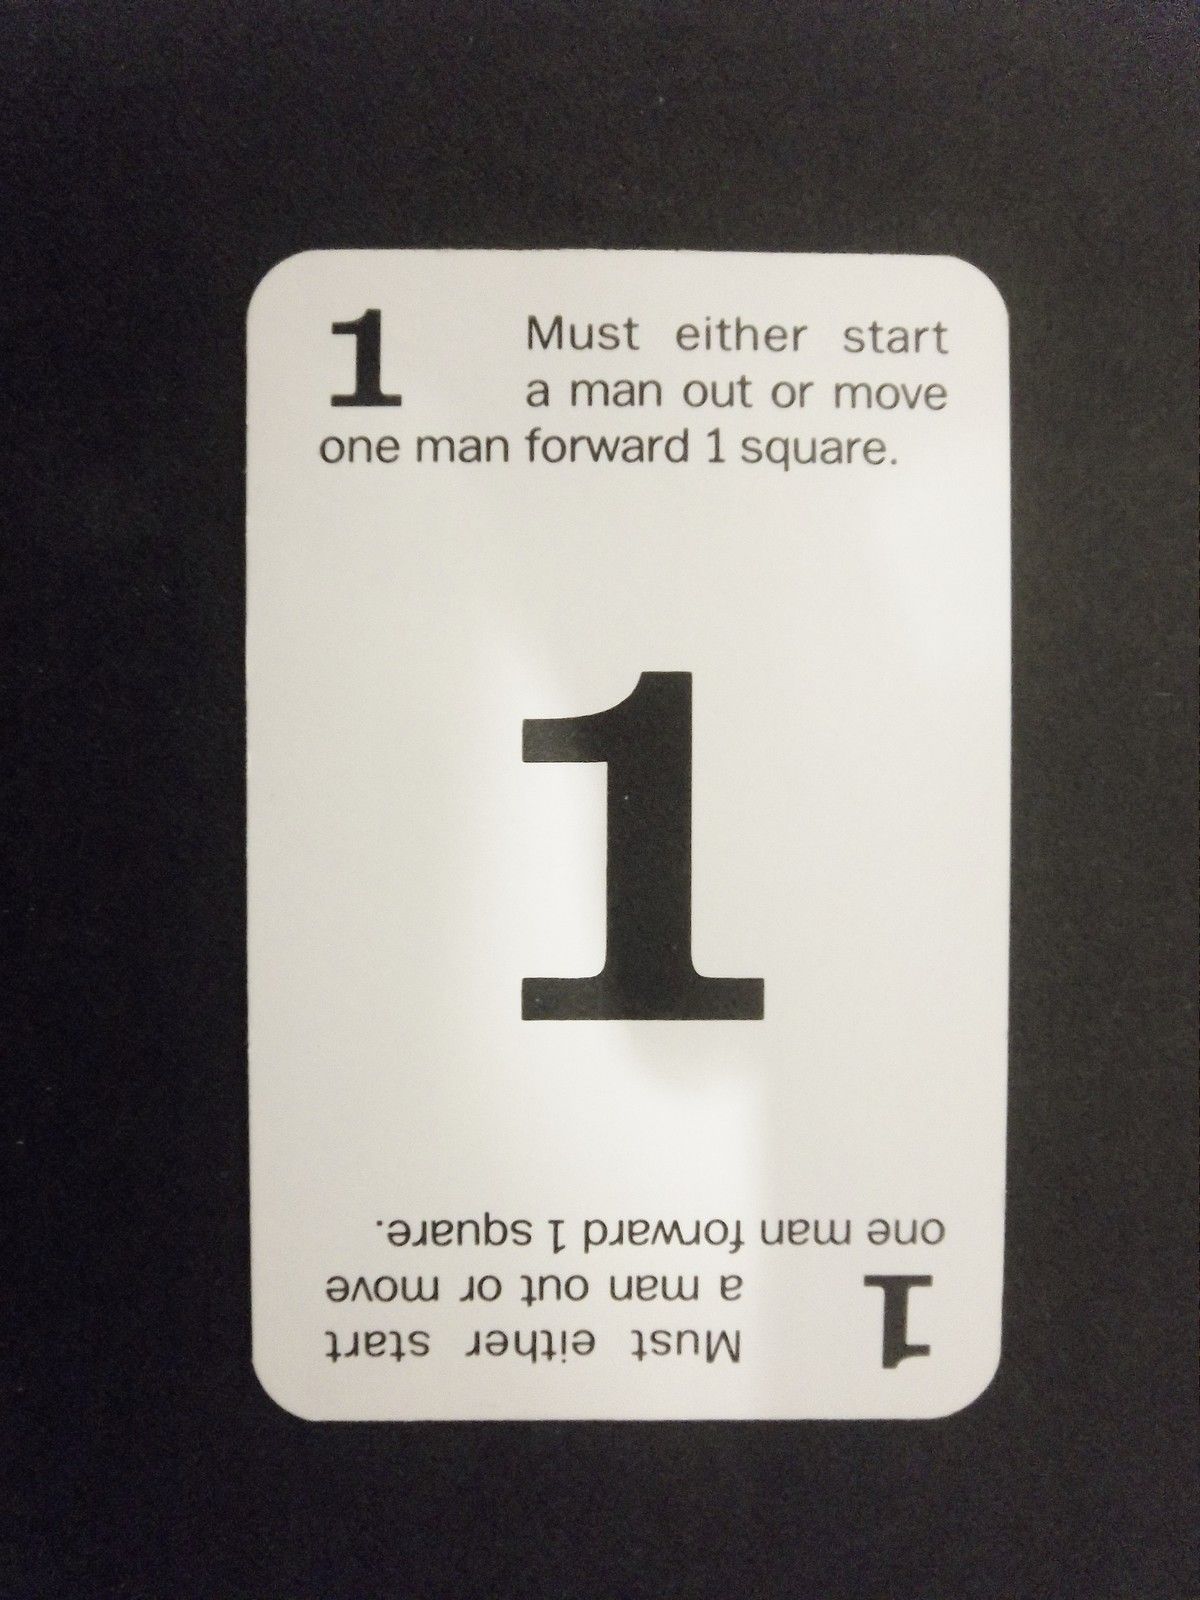 1
Must either start
a man out or move
one man forward 1 square.
1
1
Must either start
a man out or move
one man forward 1 square.